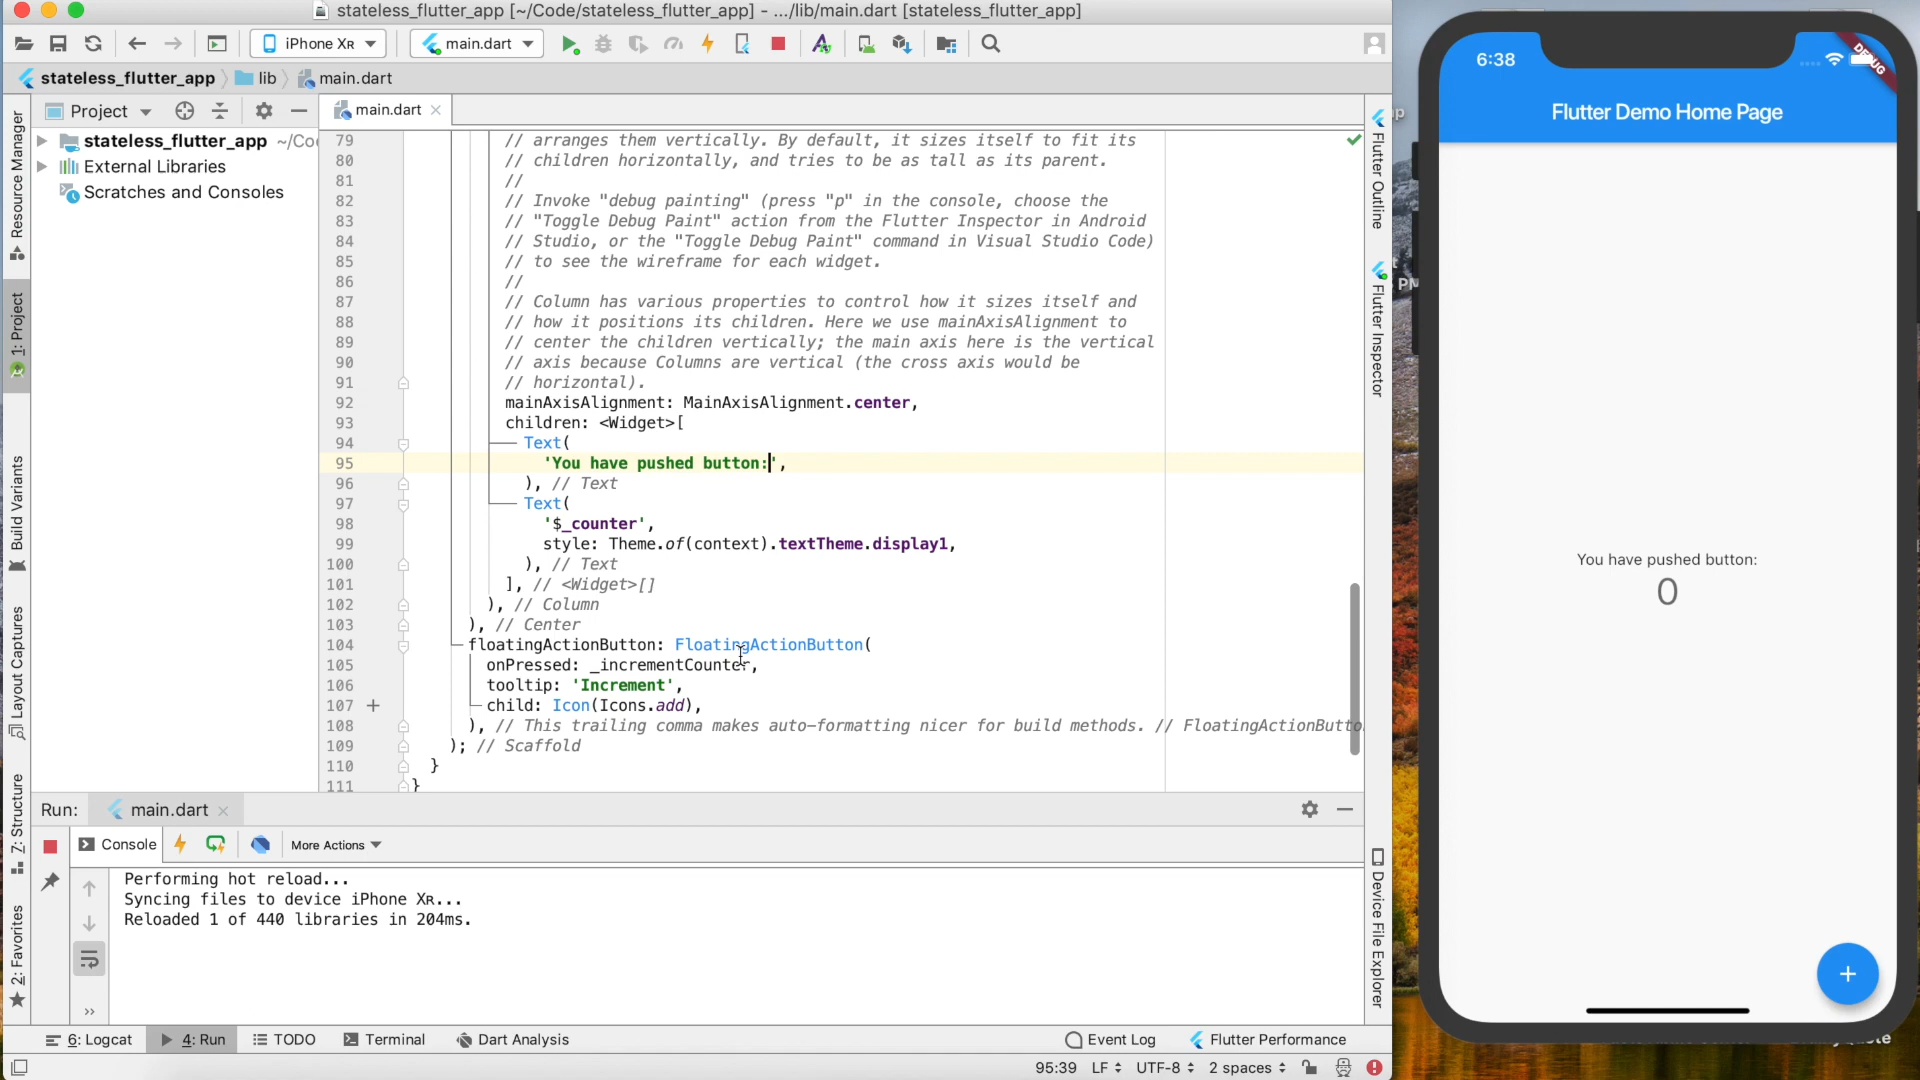 stateless_flutter_app [~/Code/stateless_flutter_app] - .../lib/main.dart [stateless_flutter_app]
iPhone XR
main.dart
stateless_flutter_app
lib
main.dart
Project
main.dart
stateless_flutter_app ~/Co
External Libraries
Scratches and Consoles
Resource Manager
1: Project
Build Variants
Layout Captures
Z: Structure
2: Favorites
79 // arranges them vertically. By default, it sizes itself to fit its
80 // children horizontally, and tries to be as tall as its parent.
81 //
82 // Invoke "debug painting" (press "p" in the console, choose the
83 // "Toggle Debug Paint" action from the Flutter Inspector in Android
84 // Studio, or the "Toggle Debug Paint" command in Visual Studio Code)
85 // to see the wireframe for each widget.
86 //
87 // Column has various properties to control how it sizes itself and
88 // how it positions its children. Here we use mainAxisAlignment to
89 // center the children vertically; the main axis here is the vertical
90 // axis because Columns are vertical (the cross axis would be
91 // horizontal).
92 mainAxisAlignment: MainAxisAlignment.center,
93 children: <Widget>[
94 Text(
95 'You have pushed button:',
96 ), // Text
97 Text(
98 '$_counter',
99 style: Theme.of(context).textTheme.display1,
100 ), // Text
101 ], // <Widget>[]
102 ), // Column
103 ), // Center
104 floatingActionButton: FloatingActionButton(
105 onPressed: _incrementCounter,
106 tooltip: 'Increment',
107 child: Icon(Icons.add),
108 ), // This trailing comma makes auto-formatting nicer for build methods. // FloatingActionButto
109 ); // Scaffold
110 }
111 }
Flutter Outline
Flutter Inspector
Device File Explorer
Run:
main.dart
Console
More Actions
Performing hot reload...
Syncing files to device iPhone XR...
Reloaded 1 of 440 libraries in 204ms.
6: Logcat
4: Run
TODO
Terminal
Dart Analysis
Event Log
Flutter Performance
95:39
LF
UTF-8
2 spaces
6:38
DEBUG
Flutter Demo Home Page
You have pushed button:
0